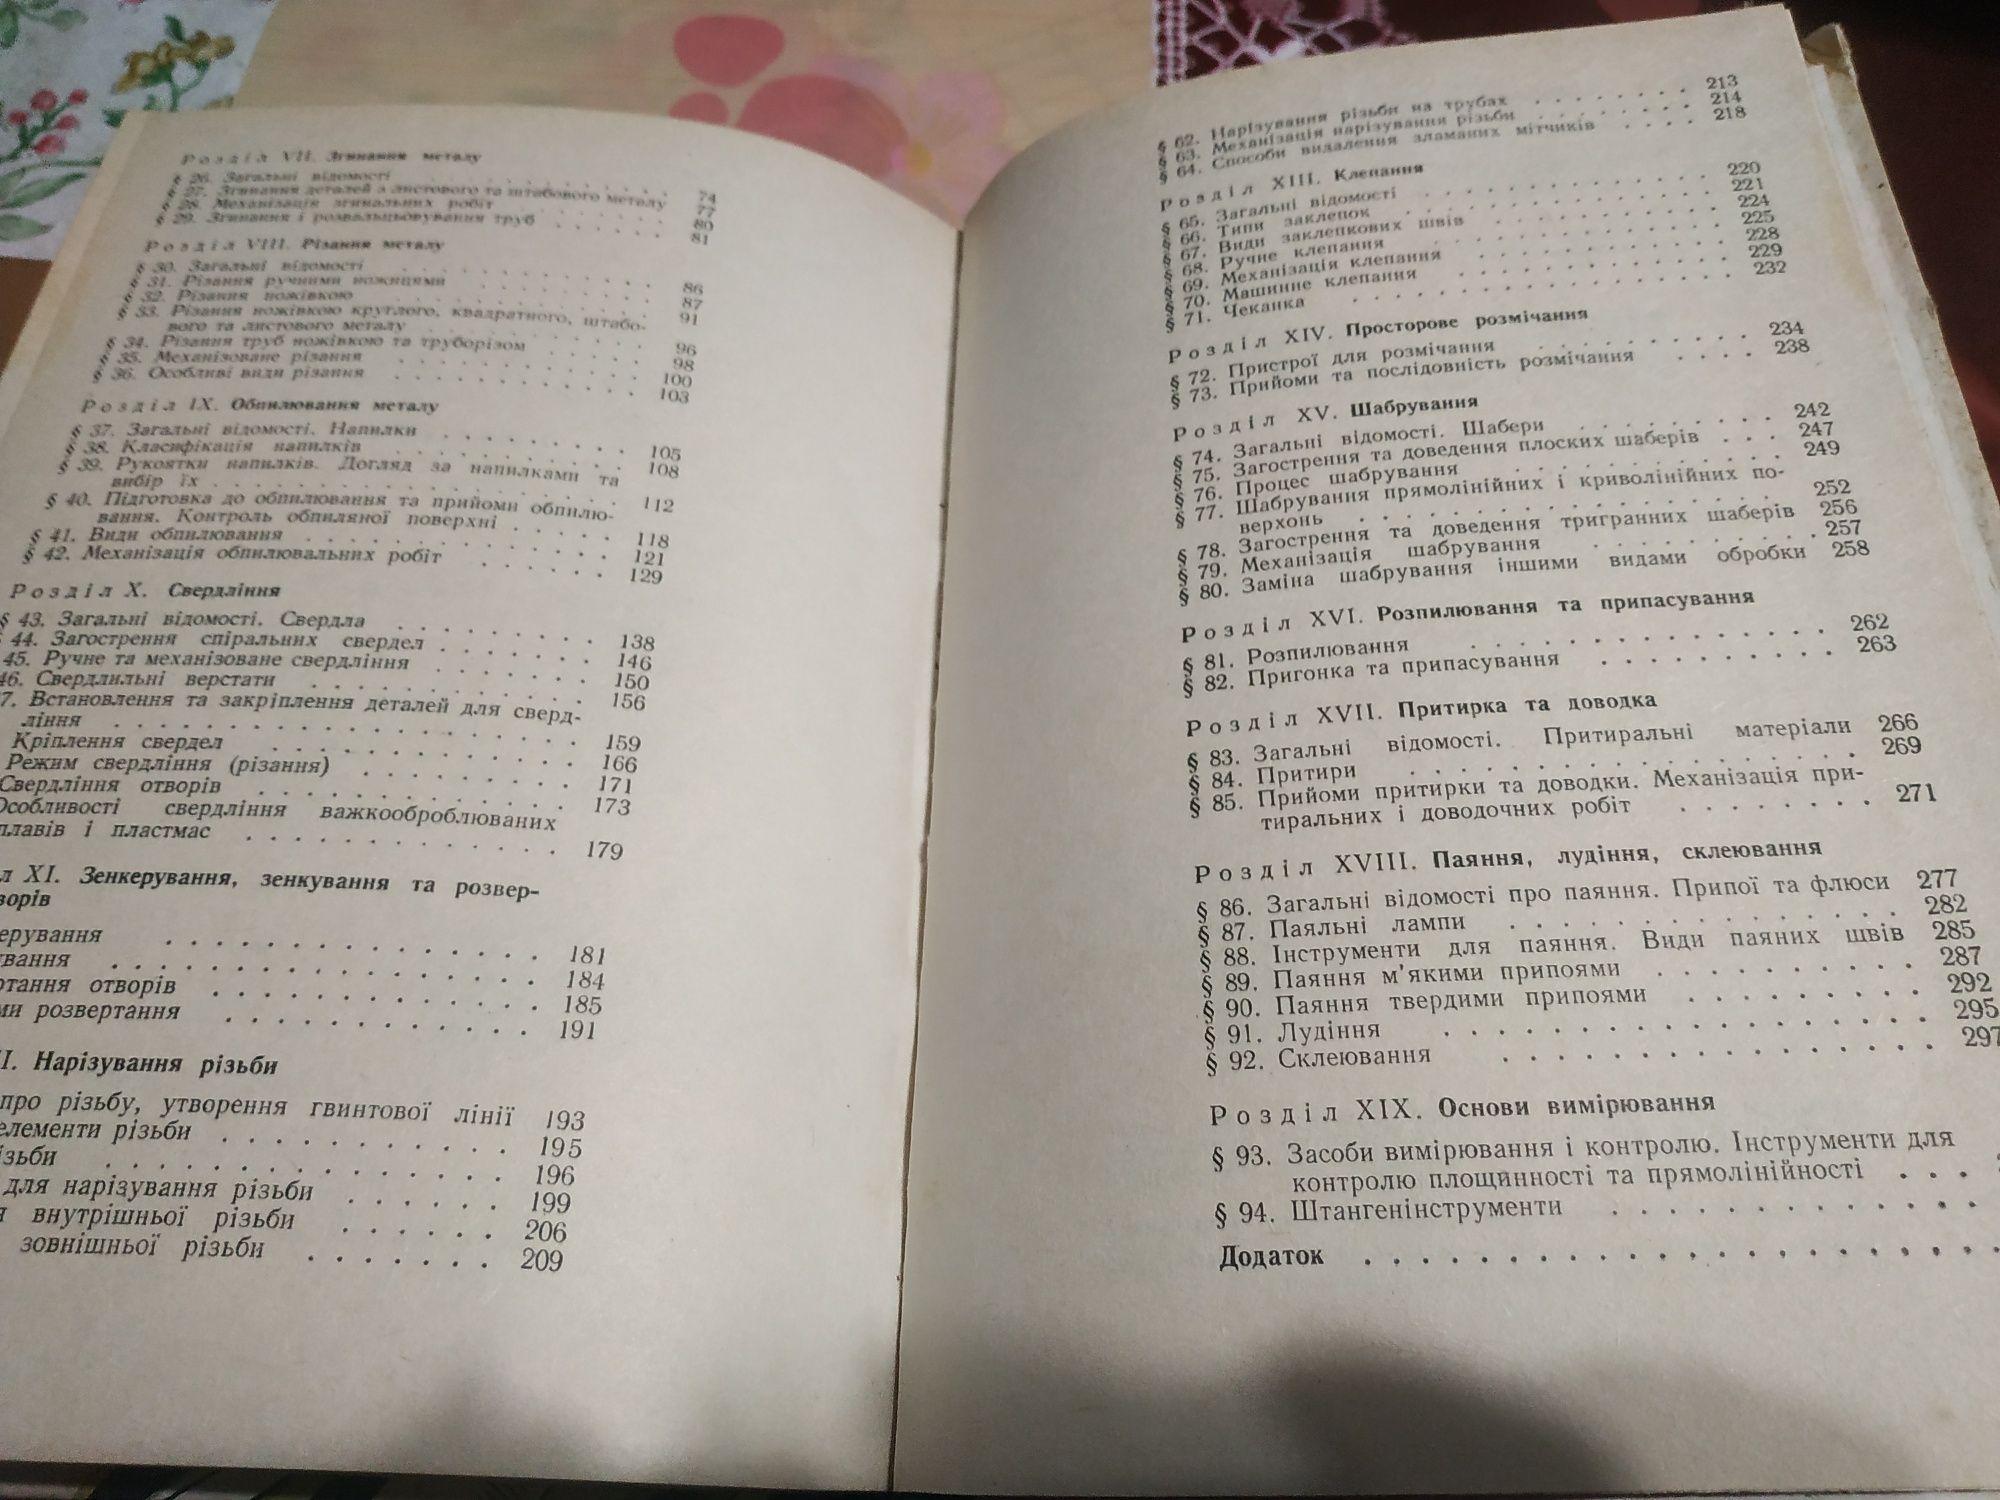 Розділ VII. Згинання металу
§ 26. Загальні відомості . . . . . . . 74
§ 27. Згинання деталей з листового та штабового металу 77
§ 28. Механізація згинальних робіт . . . . . . 80
§ 29. Згинання і розвальцьовування труб . . . . . . 81
Розділ VIII. Різання металу
§ 30. Загальні відомості . . . . . . . . 86
§ 31. Різання ручними ножицями . . . . . . . 87
§ 32. Різання ножівкою . . . . . . . . 91
§ 33. Різання ножівкою круглого, квадратного, штабо-
вого та листового металу . . . . . . . 96
§ 34. Різання труб ножівкою та труборізом . . . . . 98
§ 35. Механізоване різання . . . . . . . . 100
§ 36. Особливі види різання . . . . . . . . 103
Розділ IX. Обпилювання металу
§ 37. Загальні відомості. Напилки . . . . . . 105
§ 38. Класифікація напилків . . . . . . . . 108
§ 39. Рукоятки напилків. Догляд за напилками та
вибір їх . . . . . . . . . . . . . 112
§ 40. Підготовка до обпилювання та прийоми обпилю-
вання. Контроль обпиляної поверхні . . . . 118
§ 41. Види обпилювання . . . . . . . . . . 121
§ 42. Механізація обпилювальних робіт . . . . . . 129
Розділ X. Свердління
§ 43. Загальні відомості. Свердла . . . . . . . 138
44. Загострення спіральних свердел . . . . . . 146
45. Ручне та механізоване свердління . . . . . . 150
46. Свердлильні верстати . . . . . . . . . 156
7. Встановлення та закріплення деталей для сверд-
ління . . . . . . . . . . . . . . 159
Кріплення свердел . . . . . . . . . . 166
Режим свердління (різання) . . . . . . . 171
Свердління отворів . . . . . . . . . . 173
Особливості свердління важкооброблюваних
плавів і пластмас . . . . . . . . . . 179
л XI. Зенкерування, зенкування та розвер-
ворів
ерування . . . . . . . . . . . . 181
ування . . . . . . . . . . . . . 184
ртання отворів . . . . . . . . . . 185
ми розвертання . . . . . . . . . . 191
II. Нарізування різьби
про різьбу, утворення гвинтової лінії 193
елементи різьби . . . . . . . . . . 195
ізьби . . . . . . . . . . . . . 196
для нарізування різьби . . . . . . 199
я внутрішньої різьби . . . . . . 206
зовнішньої різьби . . . . . . . 209
§ 62. Нарізування різьби на трубах . . . . . . . 213
§ 63. Механізація нарізування різьби . . . . . . 214
§ 64. Способи видалення зламаних мітчиків . . . . 218
Розділ XIII. Клепання
§ 65. Загальні відомості . . . . . . . . . . 220
§ 66. Типи заклепок . . . . . . . . . . . 221
§ 67. Види заклепкових швів . . . . . . . . . 224
§ 68. Ручне клепання . . . . . . . . . . . 225
§ 69. Механізація клепання . . . . . . . . . 228
§ 70. Машинне клепання . . . . . . . . . . 229
§ 71. Чеканка . . . . . . . . . . . . . 232
Розділ XIV. Просторове розмічання
§ 72. Пристрої для розмічання . . . . . . . . 234
§ 73. Прийоми та послідовність розмічання . . . . 238
Розділ XV. Шабрування
§ 74. Загальні відомості. Шабери . . . . . . . 242
§ 75. Загострення та доведення плоских шаберів . . . 247
§ 76. Процес шабрування . . . . . . . . . . 249
§ 77. Шабрування прямолінійних і криволінійних по-
верхонь . . . . . . . . . . . . . 252
§ 78. Загострення та доведення тригранних шаберів 256
§ 79. Механізація шабрування . . . . . . . . . 257
§ 80. Заміна шабрування іншими видами обробки 258
Розділ XVI. Розпилювання та припасування
§ 81. Розпилювання . . . . . . . . . . . . 262
§ 82. Пригонка та припасування . . . . . . . . 263
Розділ XVII. Притирка та доводка
§ 83. Загальні відомості. Притиральні матеріали 266
§ 84. Притири . . . . . . . . . . . . . 269
§ 85. Прийоми притирки та доводки. Механізація при-
тиральних і доводочних робіт . . . . . . . 271
Розділ XVIII. Паяння, лудіння, склеювання
§ 86. Загальні відомості про паяння. Припої та флюси 277
§ 87. Паяльні лампи . . . . . . . . . . . 282
§ 88. Інструменти для паяння. Види паяних швів 285
§ 89. Паяння м'якими припоями . . . . . . . . 287
§ 90. Паяння твердими припоями . . . . . . . . 292
§ 91. Лудіння . . . . . . . . . . . . . . 295
§ 92. Склеювання . . . . . . . . . . . . . 297
Розділ XIX. Основи вимірювання
§ 93. Засоби вимірювання і контролю. Інструменти для
контролю площинності та прямолінійності . . .
§ 94. Штангенінструменти . . . . . . . . . . .
Додаток . . . . . . . . . . . . . . . .